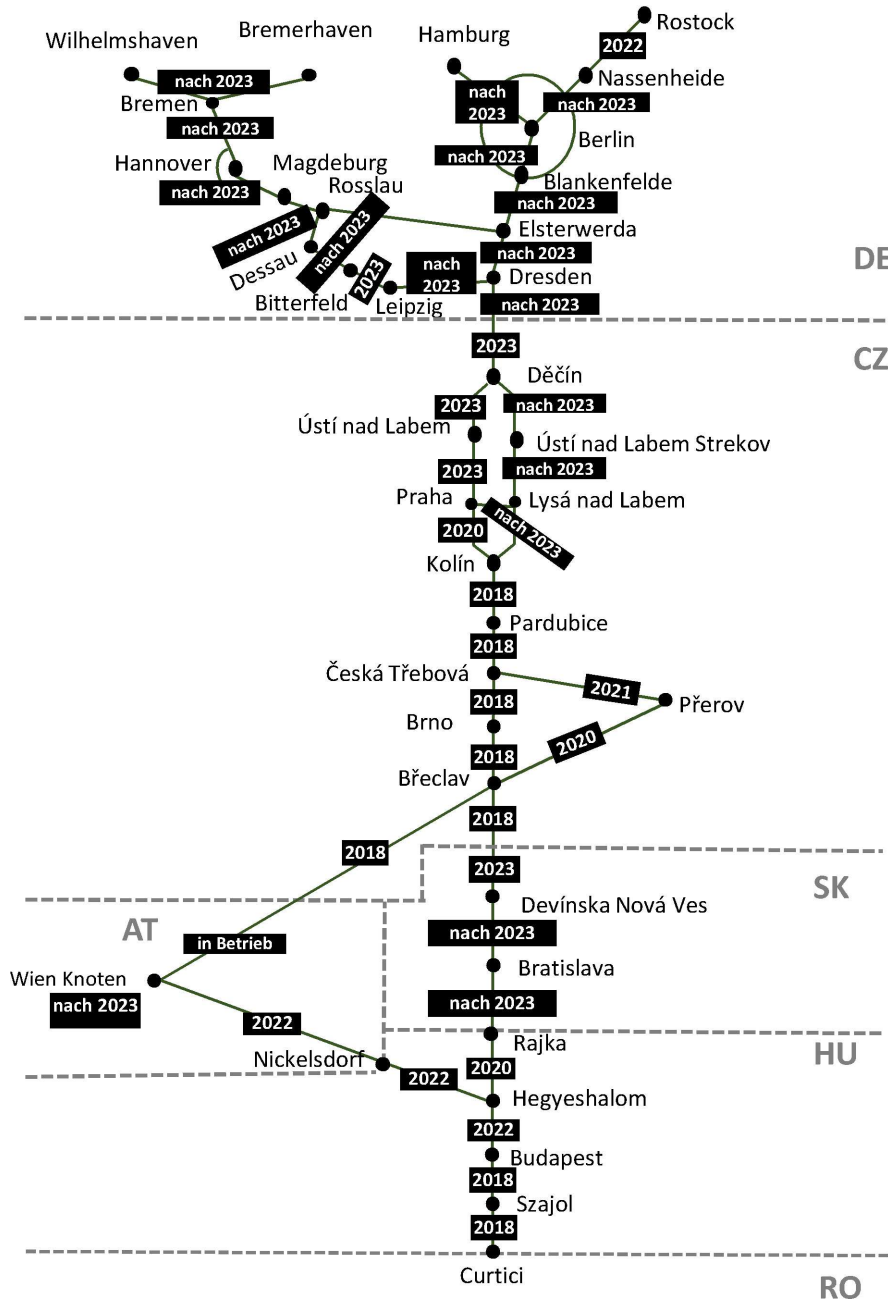 Rostock
Bremerhaven
Hamburg
Wilhelmshaven
2022
Nassenheide
nach 2023
nach
2023
nach 2023
Bremen
nach 2023
Berlin
nach 2023
Hannover
Magdeburg
Blankenfelde
Rosslau
nach 2023
nach 2023
nach 2023
nach 2023
Elsterwerda
Dessau
nach 2023
DE
nach
2023
2023
Dresden
Bitterfeld
Leipzig
nach 2023
2023
CZ
Děčín
2023
nach 2023
Ústí nad Labem
Ústí nad Labem Strekov
2023
nach 2023
Praha
Lysá nad Labem
2020
nach 2023
Kolín
2018
Pardubice
2018
Česká Třebová
2021
2018
Přerov
Brno
2020
2018
Břeclav
2018
2018
2023
SK
Devínska Nová Ves
AT
nach 2023
in Betrieb
Bratislava
Wien Knoten
nach 2023
nach 2023
2022
Rajka
HU
Nickelsdorf
2020
2022
Hegyeshalom
2022
Budapest
2018
Szajol
2018
Curtici
RO